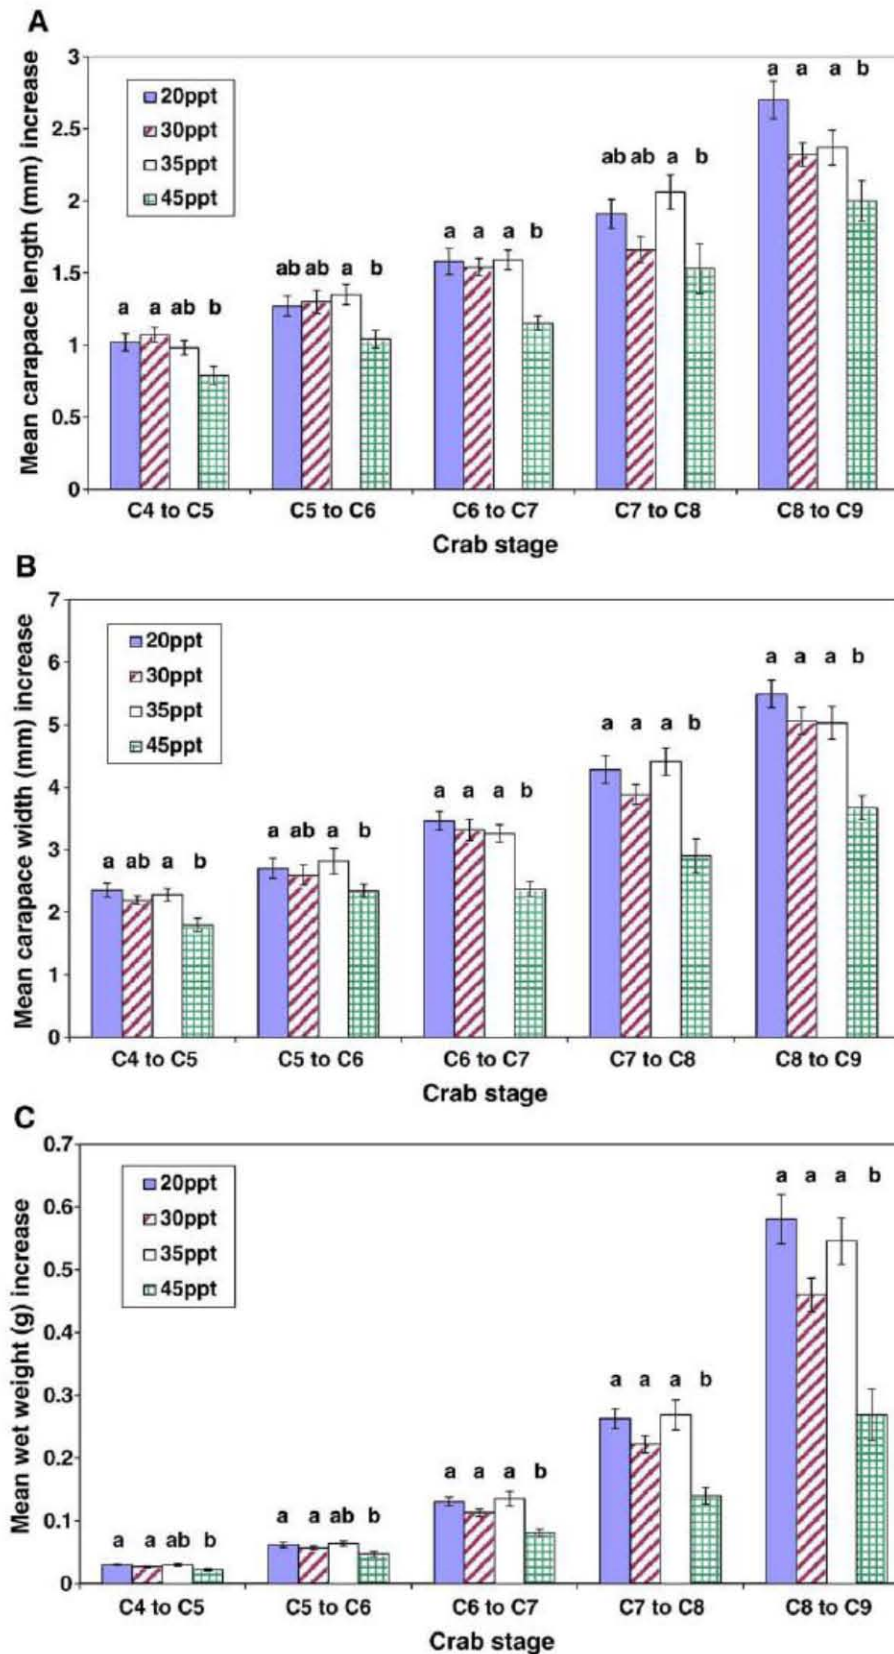 A
Mean carapace length (mm) increase
3
2.5
2
1.5
1
0.5
0
20ppt
30ppt
35ppt
45ppt
a a ab b
ab ab a b
a a a b
ab ab a b
a a a b
C4 to C5 C5 to C6 C6 to C7 C7 to C8 C8 to C9
Crab stage
B
Mean carapace width (mm) increase
7
6
5
4
3
2
1
0
20ppt
30ppt
35ppt
45ppt
a ab a b
a ab a b
a a a b
a a a b
a a a b
C4 to C5 C5 to C6 C6 to C7 C7 to C8 C8 to C9
Crab stage
C
Mean wet weight (g) increase
0.7
0.6
0.5
0.4
0.3
0.2
0.1
0
20ppt
30ppt
35ppt
45ppt
a a ab b
a a ab b
a a a b
a a a b
a a a b
C4 to C5 C5 to C6 C6 to C7 C7 to C8 C8 to C9
Crab stage